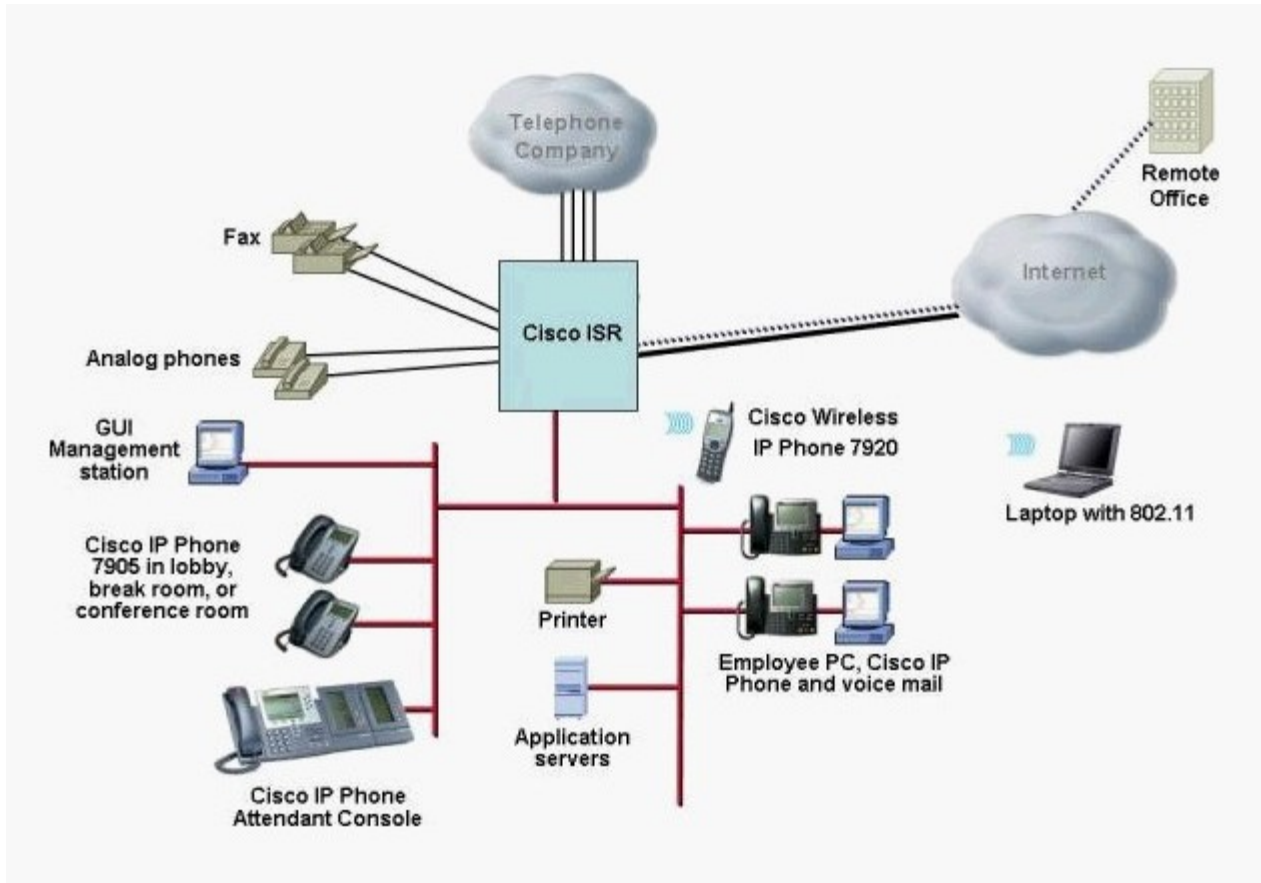 Telephone
Company
Remote
Office
Fax
Internet
Cisco ISR
Analog phones
GUI
Management
station
Cisco Wireless
IP Phone 7920
Laptop with 802.11
Cisco IP Phone
7905 in lobby,
break room, or
conference room
Printer
Employee PC, Cisco IP
Phone and voice mail
Application
servers
Cisco IP Phone
Attendant Console